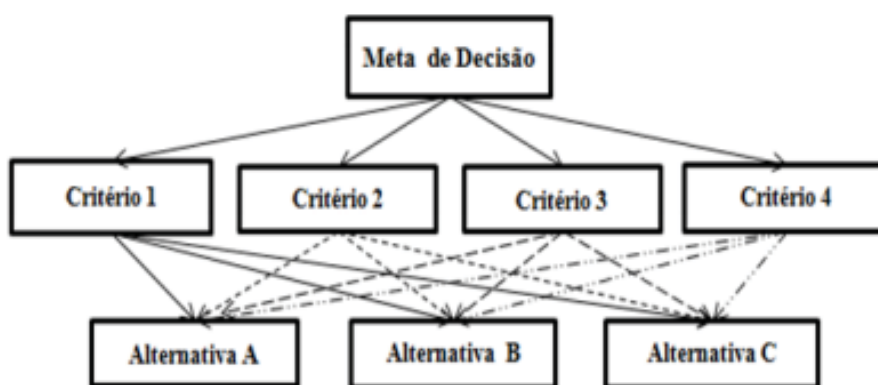 Meta de Decisão
Critério 1
Critério 2
Critério 3
Critério 4
Alternativa A
Alternativa B
Alternativa C